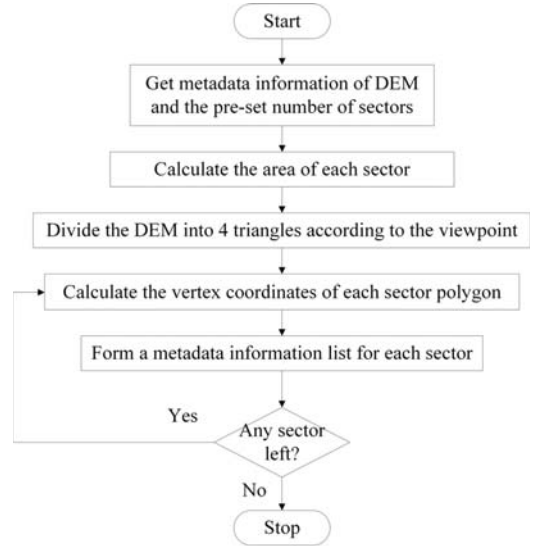 Start
Get metadata information of DEM
and the pre-set number of sectors
Calculate the area of each sector
Divide the DEM into 4 triangles according to the viewpoint
Calculate the vertex coordinates of each sector polygon
Form a metadata information list for each sector
Yes
Any sector
left?
No
Stop